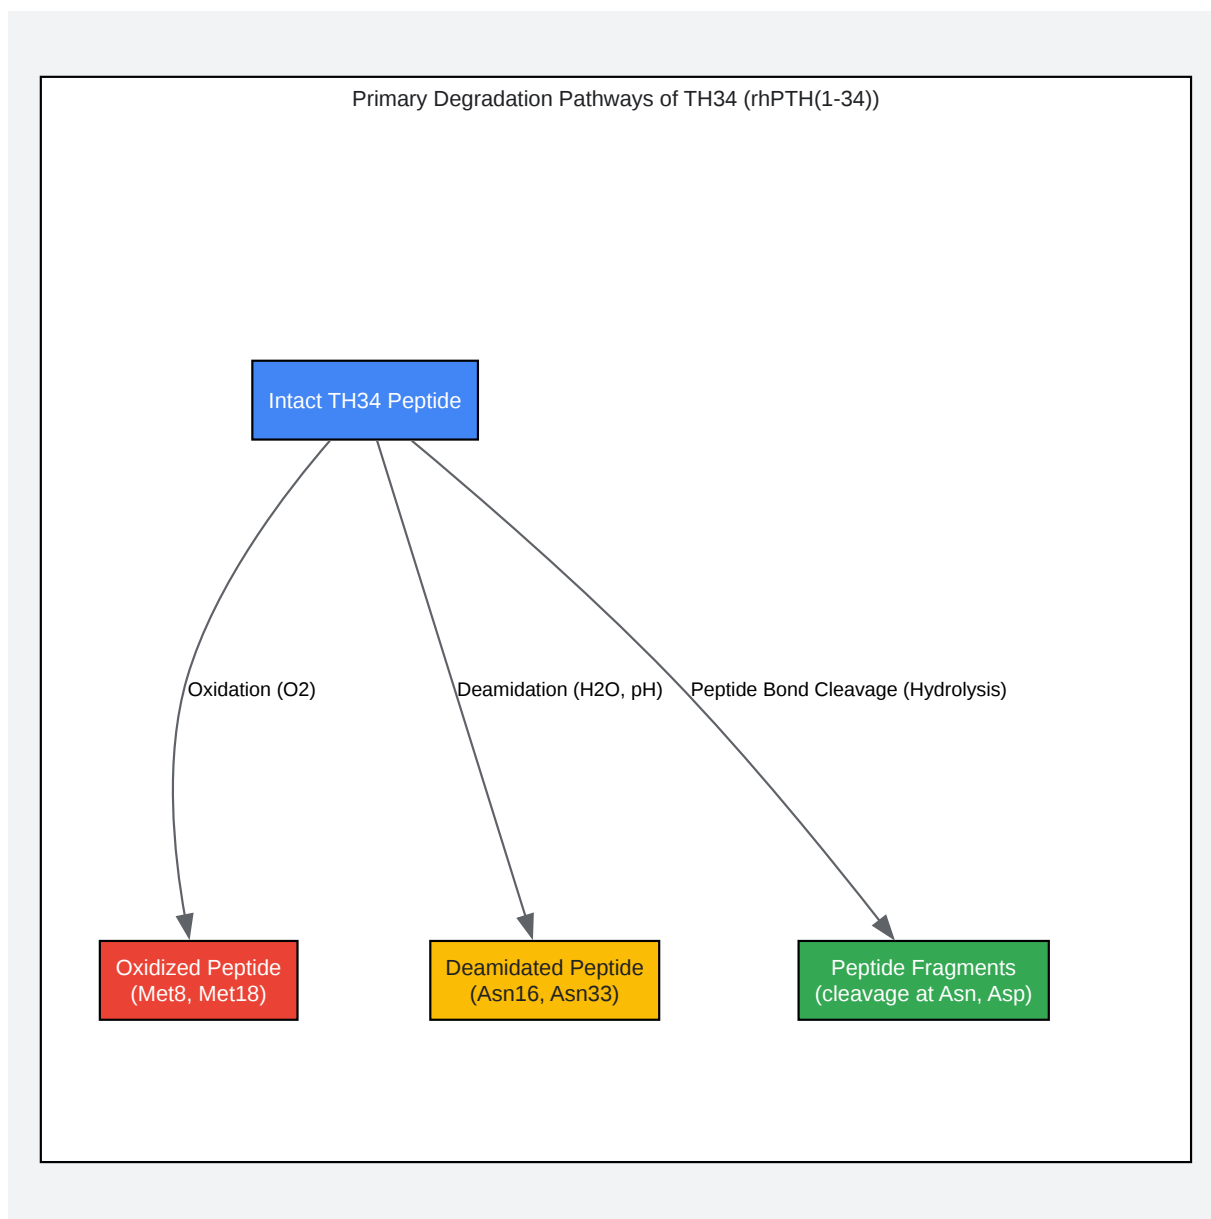 Primary Degradation Pathways of TH34 (rhPTH(1-34))
Intact TH34 Peptide
Oxidation (O2)
Deamidation (H2O, pH)
Peptide Bond Cleavage (Hydrolysis)
Oxidized Peptide
(Met8, Met18)
Deamidated Peptide
(Asn16, Asn33)
Peptide Fragments
(cleavage at Asn, Asp)